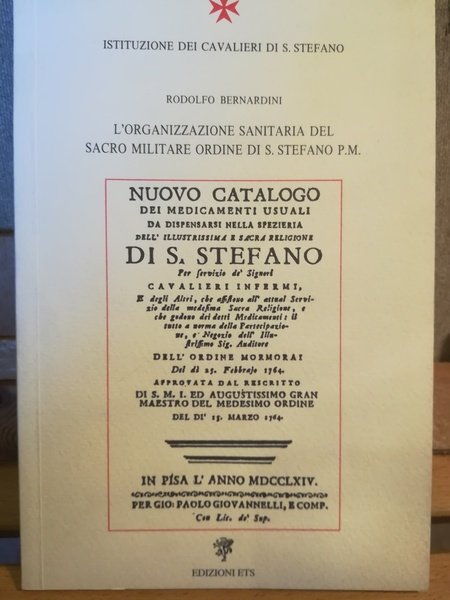 ISTITUZIONE DEI CAVALIERI DI S. STEFANO
RODOLFO BERNARDINI
L'ORGANIZZAZIONE SANITARIA DEL
SACRO MILITARE ORDINE DI S. STEFANO P.M.
NUOVO CATALOGO
DEI MEDICAMENTI USUALI
DA DISPENSARSI NELLA SPEZIERIA
DELL' ILLUSTRISSIMA E SACRA RELIGIONE
DI S. STEFANO
Per servizio de' Signori
CAVALIERI INFERMI,
E degli Altri, che assistono all' attual Servi-
zio della medesima Sacra Religione, e
che godono dei detti Medicamenti: il
tutto a norma della Partecipazio-
ne, e Negozio dell' Illu-
strissimo Sig. Auditore
DELL' ORDINE MORMORAI
Del dì 25. Febbrajo 1764.
APPROVATA DAL RESCRITTO
DI S. M. I. ED AUGUSTISSIMO GRAN
MAESTRO DEL MEDESIMO ORDINE
DEL DI' 15. MARZO 1764.
IN PISA L' ANNO MDCCLXIV.
PER GIO: PAOLO GIOVANNELLI, E COMP.
Con Lic. de' Sup.
EDIZIONI ETS